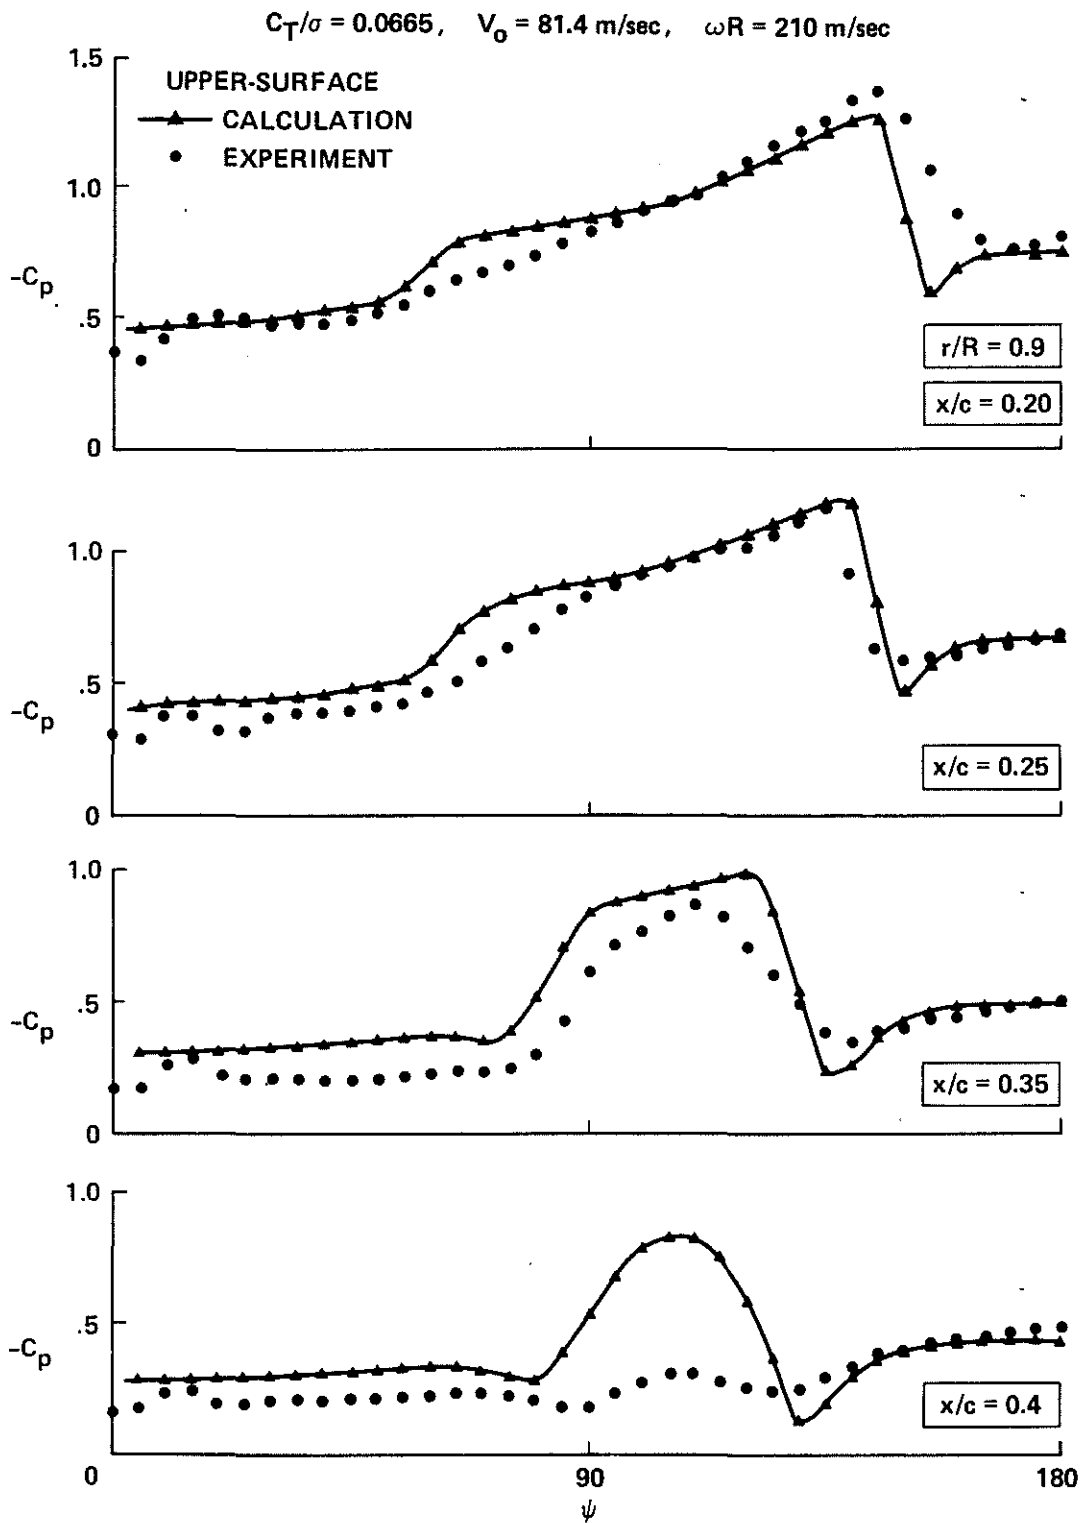 C_T/σ = 0.0665, V_o = 81.4 m/sec, ωR = 210 m/sec
1.5
UPPER-SURFACE
CALCULATION
EXPERIMENT
1.0
-C_p
.5
r/R = 0.9
x/c = 0.20
0
1.0
.5
-C_p
x/c = 0.25
0
1.0
.5
-C_p
x/c = 0.35
0
1.0
.5
-C_p
x/c = 0.4
0
90
180
ψ